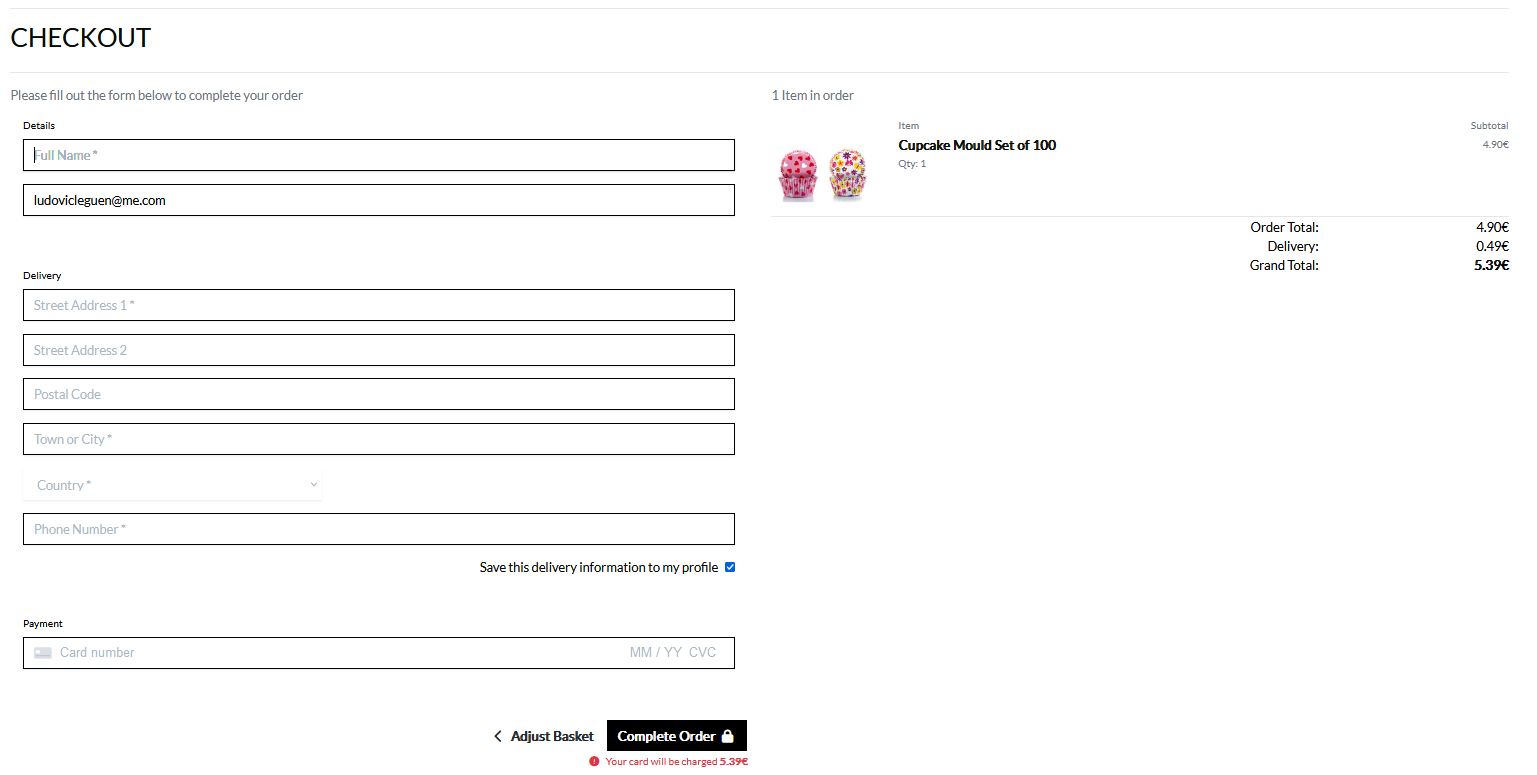 CHECKOUT
Please fill out the form below to complete your order
Details
Full Name *
ludovicleguen@me.com
Delivery
Street Address 1 *
Street Address 2
Postal Code
Town or City *
Country *
Phone Number *
Save this delivery information to my profile
Payment
Card number MM / YY CVC
Adjust Basket Complete Order
Your card will be charged 5.39€
1 Item in order
Item Subtotal
Cupcake Mould Set of 100 4.90€
Qty: 1
Order Total: 4.90€
Delivery: 0.49€
Grand Total: 5.39€